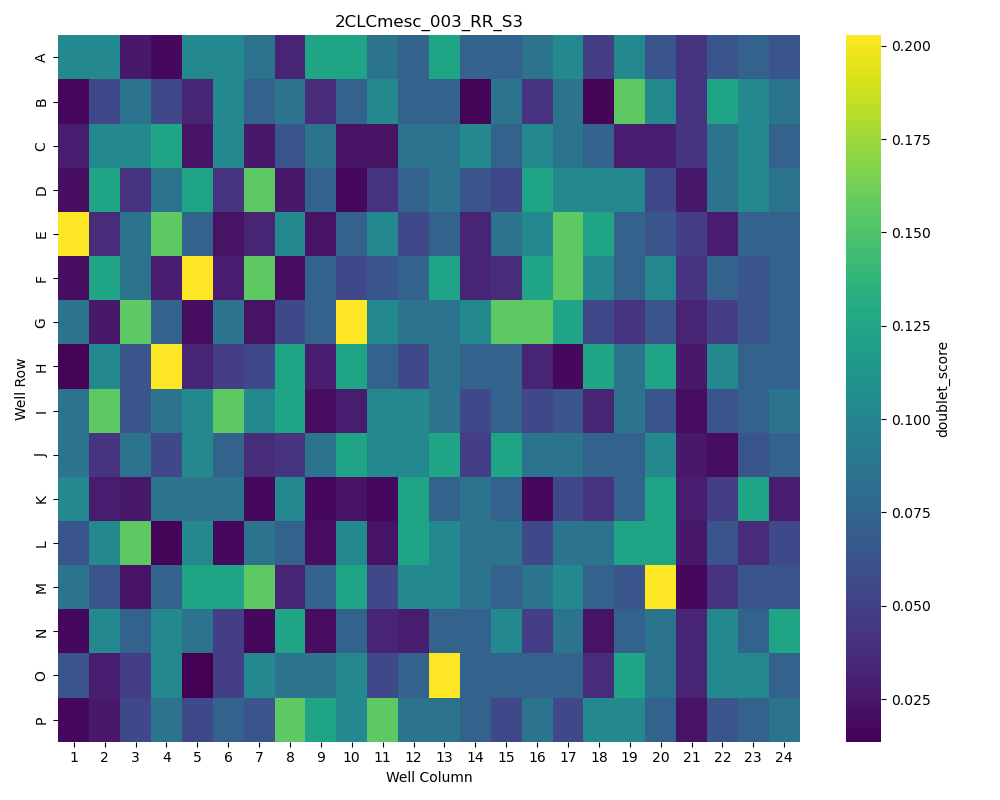 2CLCmesc_003_RR_S3
A
B
C
D
E
F
G
H
I
J
K
L
M
N
O
P
Well Row
1 2 3 4 5 6 7 8 9 10 11 12 13 14 15 16 17 18 19 20 21 22 23 24
Well Column
0.200
0.175
0.150
0.125
0.100
0.075
0.050
0.025
doublet_score